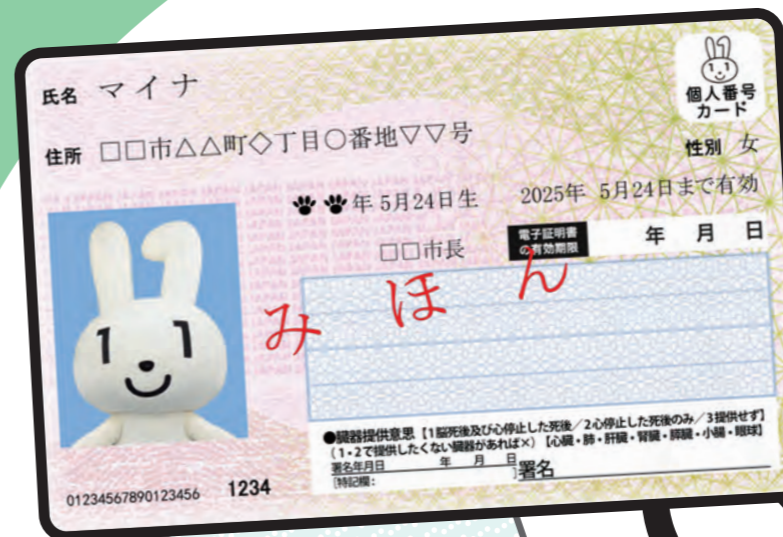 氏名 マイナ
個人番号
カード
住所 □□市△△町◇丁目○番地▽▽号
性別 女
年 5月24日生 2025年 5月24日まで有効
□□市長
電子証明書
の有効期限
年 月 日
みほん
●臓器提供意思【1脳死後及び心停止した死後/2心停止した死後のみ/3提供せず】
(1・2で提供したくない臓器があれば×)【心臓・肺・肝臓・腎臓・膵臓・小腸・眼球】
署名年月日 年 月 日
[特記欄: ]署名
01234567890123456 1234